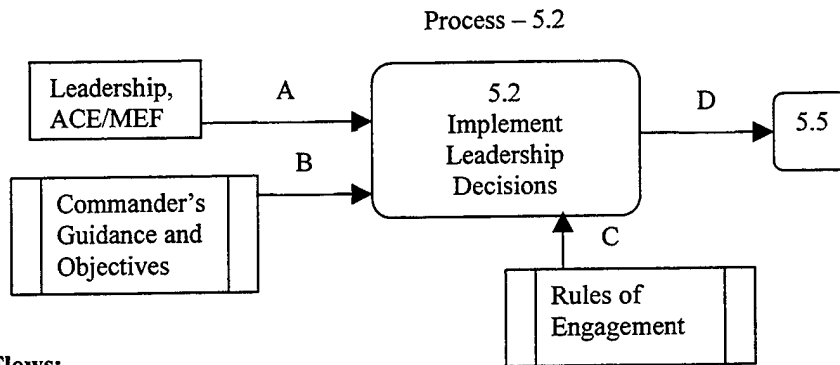 Process – 5.2
Leadership,
ACE/MEF
A
5.2
Implement
Leadership
Decisions
D
5.5
B
Commander's
Guidance and
Objectives
C
Rules of
Engagement
Flows: